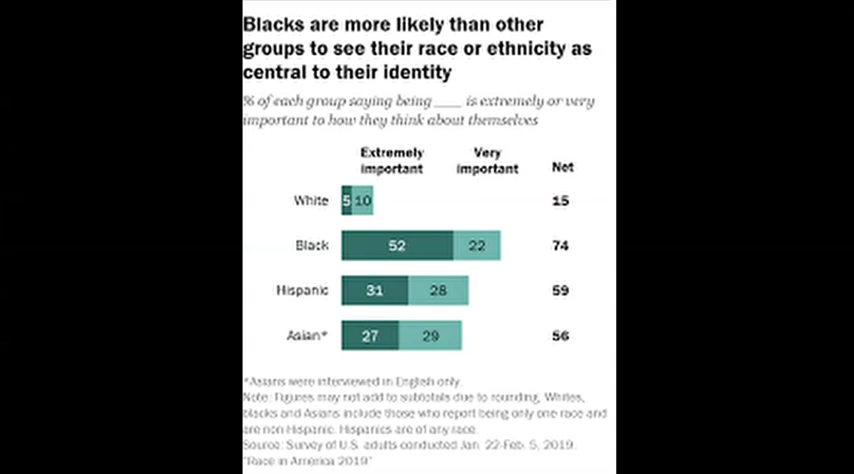 Blacks are more likely than other
groups to see their race or ethnicity as
central to their identity
% of each group saying being ____ is extremely or very
important to how they think about themselves
Extremely important Very important Net
White 5 10 15
Black 52 22 74
Hispanic 31 28 59
Asian* 27 29 56
*Asians were interviewed in English only.
Note: Figures may not add to subtotals due to rounding. Whites,
blacks and Asians include those who report being only one race and
are non-Hispanic. Hispanics are of any race.
Source: Survey of U.S. adults conducted Jan. 22-Feb. 5, 2019.
"Race in America 2019"